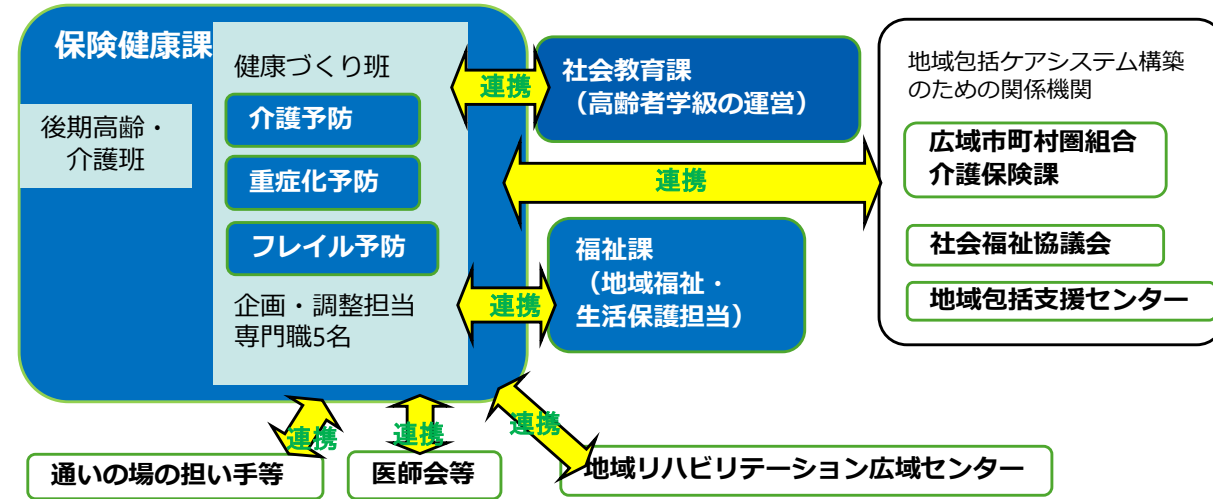 保険健康課
後期高齢・
介護班
健康づくり班
介護予防
重症化予防
フレイル予防
企画・調整担当
専門職5名
連携
社会教育課
（高齢者学級の運営）
連携
連携
福祉課
（地域福祉・
生活保護担当）
地域包括ケアシステム構築
のための関係機関
広域市町村圏組合
介護保険課
社会福祉協議会
地域包括支援センター
連携
連携
連携
通いの場の担い手等
医師会等
地域リハビリテーション広域センター